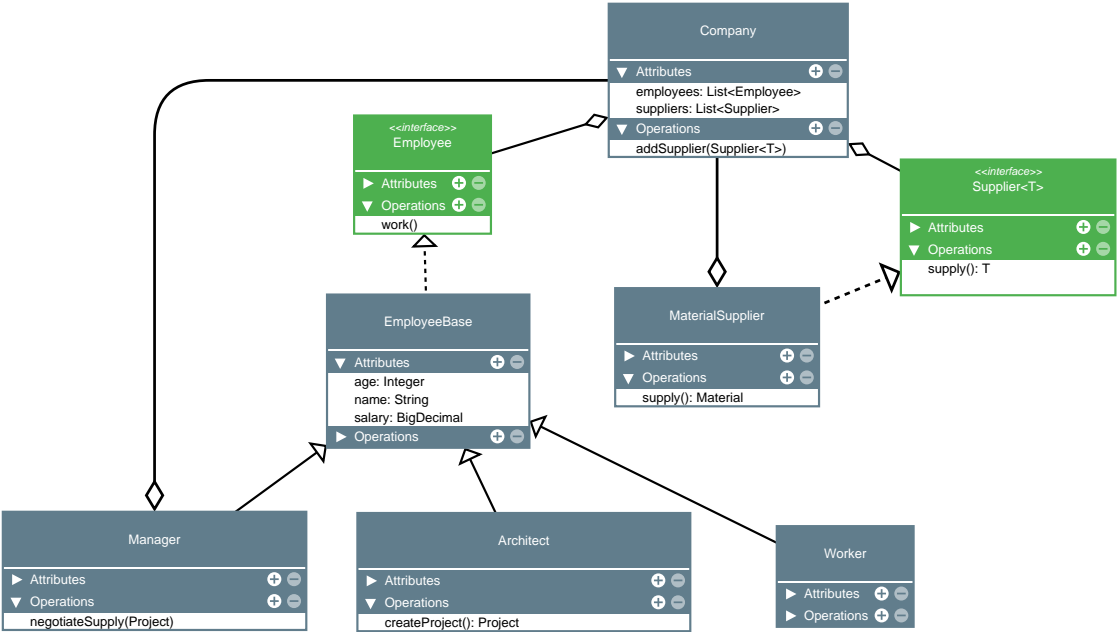 Company
Attributes
employees: List<Employee>
suppliers: List<Supplier>
Operations
addSupplier(Supplier<T>)
<<interface>>
Employee
Attributes
Operations
work()
<<interface>>
Supplier<T>
Attributes
Operations
supply(): T
EmployeeBase
Attributes
age: Integer
name: String
salary: BigDecimal
Operations
MaterialSupplier
Attributes
Operations
supply(): Material
Manager
Attributes
Operations
negotiateSupply(Project)
Architect
Attributes
Operations
createProject(): Project
Worker
Attributes
Operations